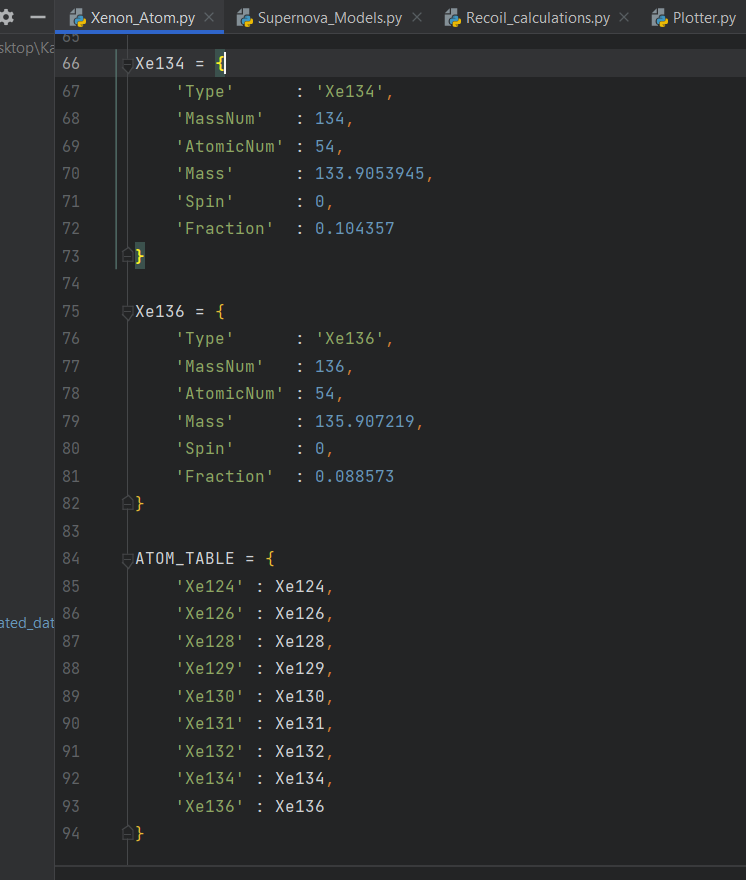 Xenon_Atom.py Supernova_Models.py Recoil_calculations.py Plotter.py
sktop\Ka
65
66 Xe134 = {
67 'Type' : 'Xe134',
68 'MassNum' : 134,
69 'AtomicNum' : 54,
70 'Mass' : 133.9053945,
71 'Spin' : 0,
72 'Fraction' : 0.104357
73 }
74
75 Xe136 = {
76 'Type' : 'Xe136',
77 'MassNum' : 136,
78 'AtomicNum' : 54,
79 'Mass' : 135.907219,
80 'Spin' : 0,
81 'Fraction' : 0.088573
82 }
83
84 ATOM_TABLE = {
85 'Xe124' : Xe124,
ated_dat
86 'Xe126' : Xe126,
87 'Xe128' : Xe128,
88 'Xe129' : Xe129,
89 'Xe130' : Xe130,
90 'Xe131' : Xe131,
91 'Xe132' : Xe132,
92 'Xe134' : Xe134,
93 'Xe136' : Xe136
94 }